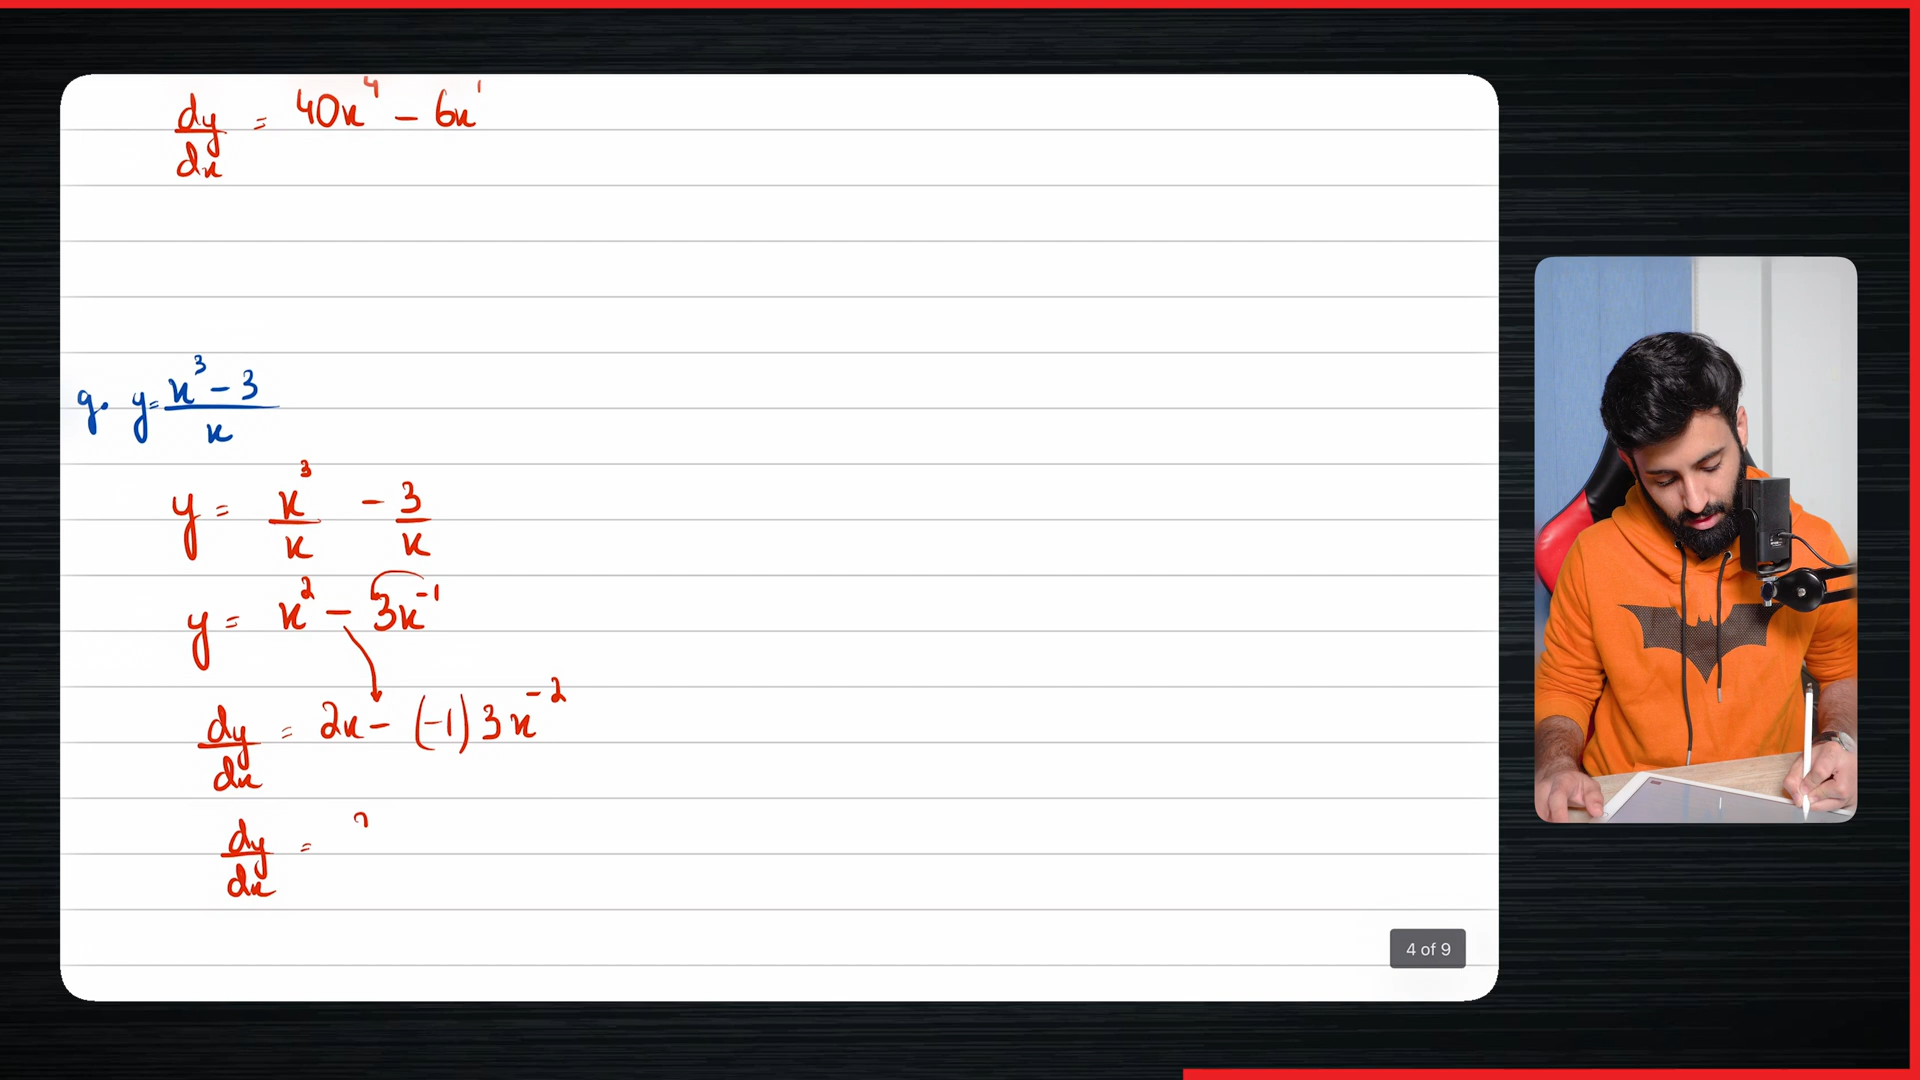 dy/dx = 40x⁴ - 6x¹
g. y = (x³ - 3)/x
y = x³/x - 3/x
y = x² - 3x⁻¹
dy/dx = 2x - (-1) 3x⁻²
dy/dx =
4 of 9